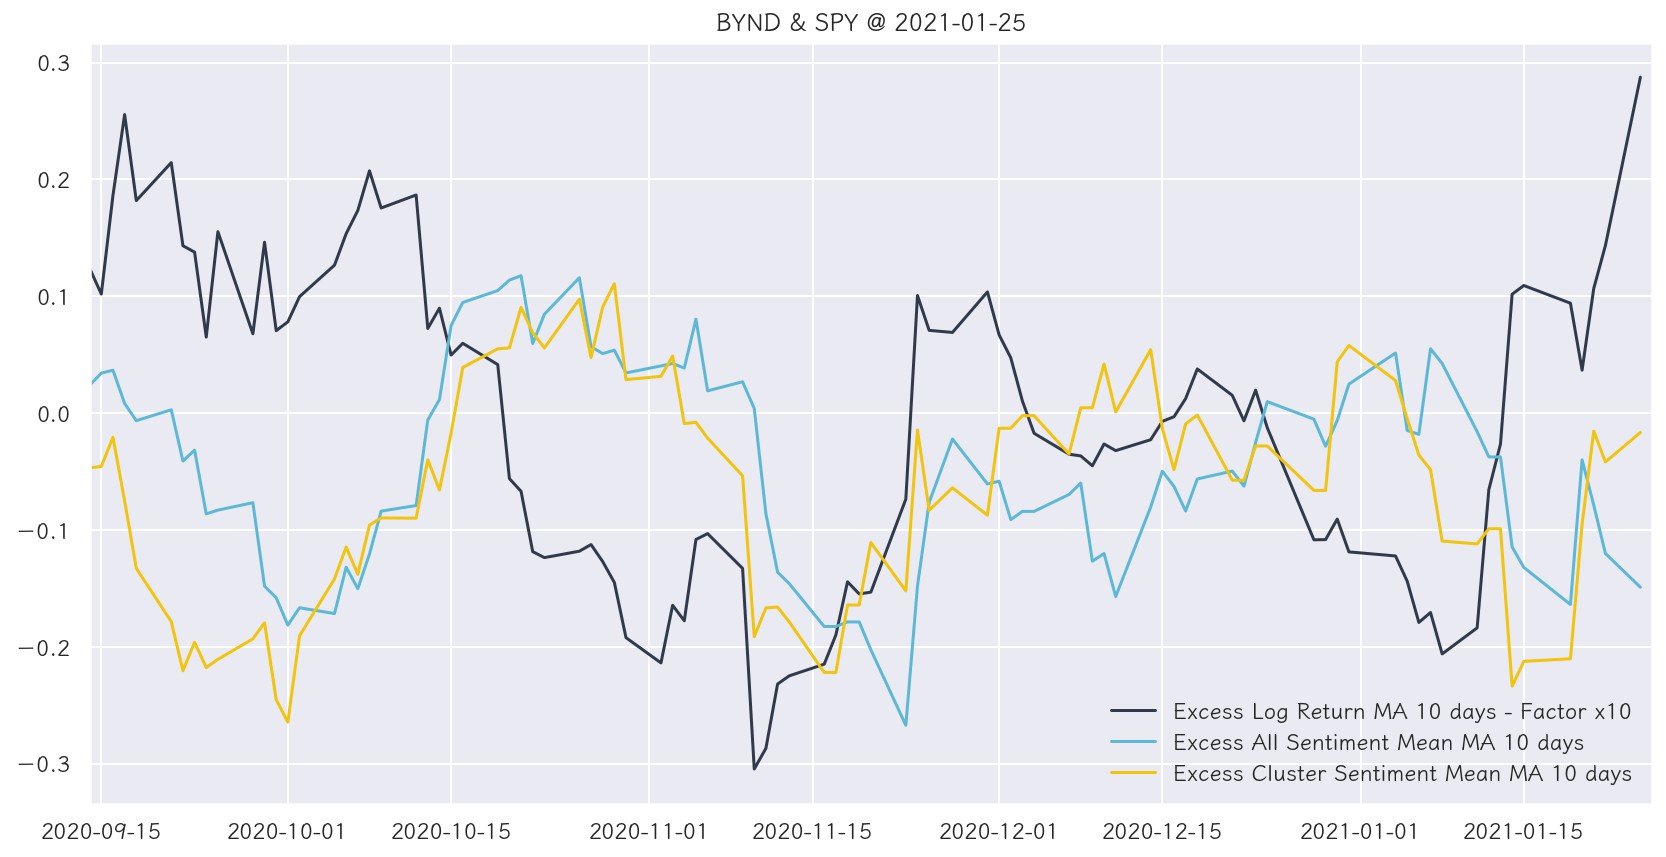 BYND & SPY @ 2021-01-25
0.3
0.2
0.1
0.0
−0.1
−0.2
−0.3
Excess Log Return MA 10 days - Factor x10
Excess All Sentiment Mean MA 10 days
Excess Cluster Sentiment Mean MA 10 days
2020-09-15 2020-10-01 2020-10-15 2020-11-01 2020-11-15 2020-12-01 2020-12-15 2021-01-01 2021-01-15